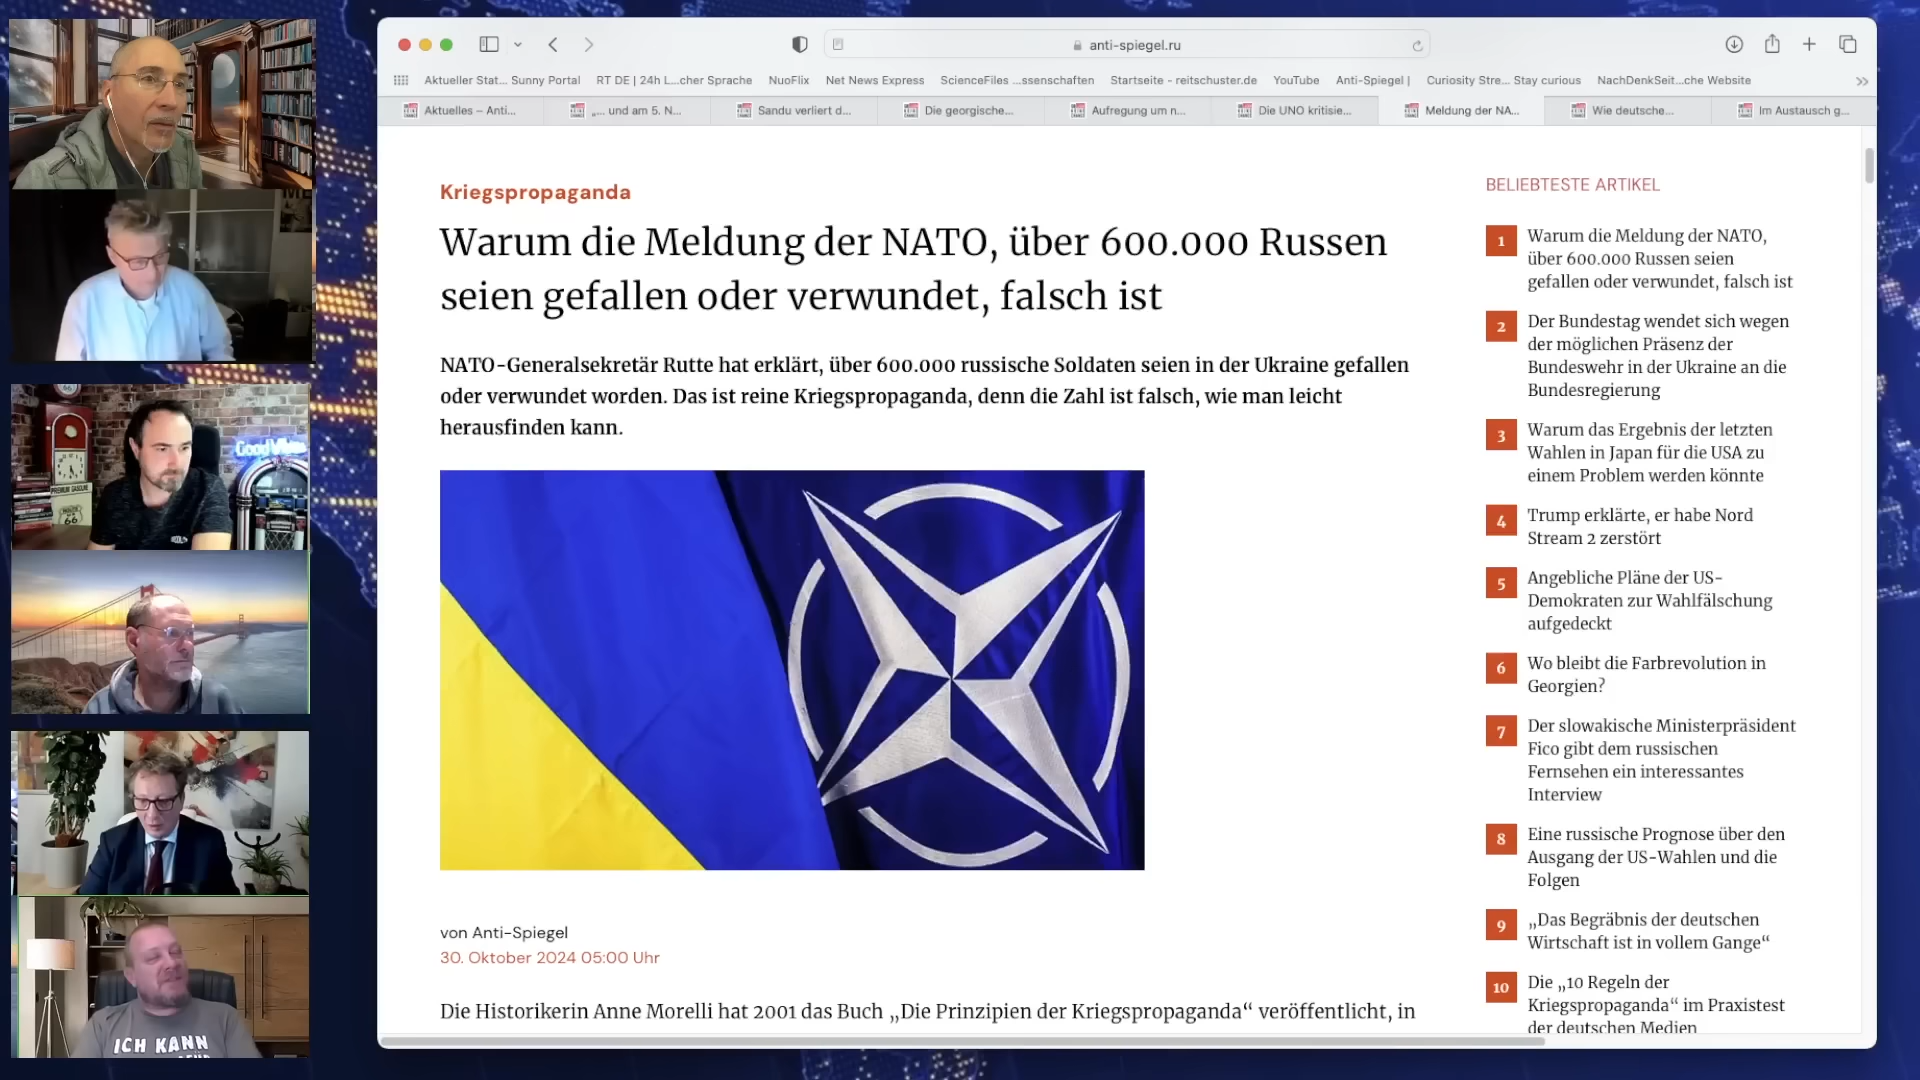 anti-spiegel.ru
Aktueller Stat... Sunny Portal
RT DE | 24h L...cher Sprache
NuoFlix
Net News Express
ScienceFiles ...ssenschaften
Startseite - reitschuster.de
YouTube
Anti-Spiegel |
Curiosity Stre... Stay curious
NachDenkSeit...che Website
Aktuelles – Anti...
„... und am 5. N...
Sandu verliert d...
Die georgische...
Aufregung um n...
Die UNO kritisie...
Meldung der NA...
Wie deutsche...
Im Austausch g...
Kriegspropaganda
Warum die Meldung der NATO, über 600.000 Russen
seien gefallen oder verwundet, falsch ist
NATO-Generalsekretär Rutte hat erklärt, über 600.000 russische Soldaten seien in der Ukraine gefallen
oder verwundet worden. Das ist reine Kriegspropaganda, denn die Zahl ist falsch, wie man leicht
herausfinden kann.
von Anti-Spiegel
30. Oktober 2024 05:00 Uhr
Die Historikerin Anne Morelli hat 2001 das Buch „Die Prinzipien der Kriegspropaganda“ veröffentlicht, in
BELIEBTESTE ARTIKEL
1 Warum die Meldung der NATO,
über 600.000 Russen seien
gefallen oder verwundet, falsch ist
2 Der Bundestag wendet sich wegen
der möglichen Präsenz der
Bundeswehr in der Ukraine an die
Bundesregierung
3 Warum das Ergebnis der letzten
Wahlen in Japan für die USA zu
einem Problem werden könnte
4 Trump erklärte, er habe Nord
Stream 2 zerstört
5 Angebliche Pläne der US-
Demokraten zur Wahlfälschung
aufgedeckt
6 Wo bleibt die Farbrevolution in
Georgien?
7 Der slowakische Ministerpräsident
Fico gibt dem russischen
Fernsehen ein interessantes
Interview
8 Eine russische Prognose über den
Ausgang der US-Wahlen und die
Folgen
9 „Das Begräbnis der deutschen
Wirtschaft ist in vollem Gange“
10 Die „10 Regeln der
Kriegspropaganda“ im Praxistest
der deutschen Medien
Good Vibes
PREMIUM GASOLINE
66
ICH KANN